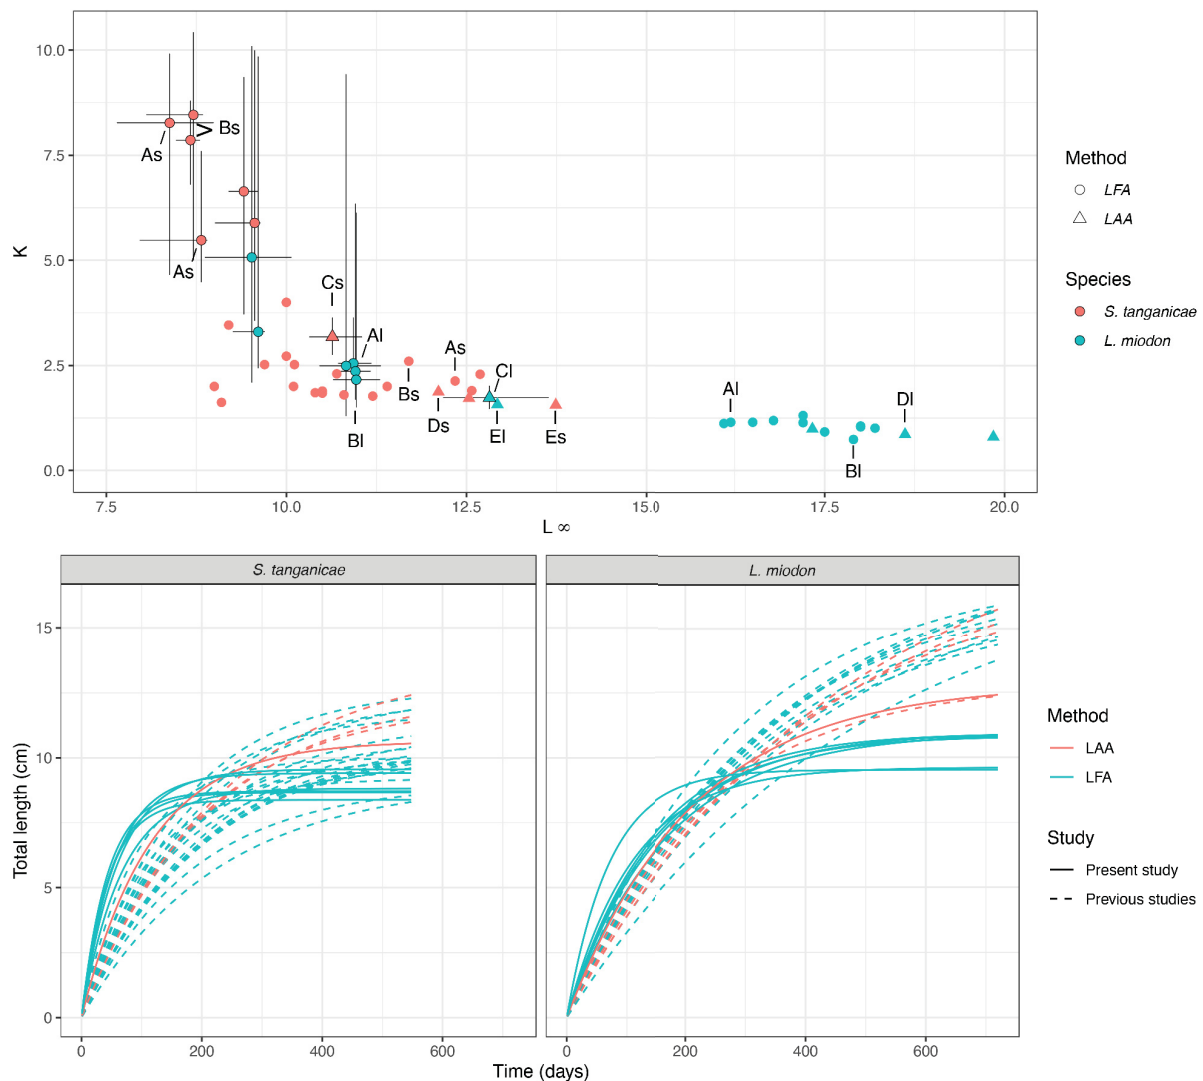 10.0
7.5
5.0
2.5
0.0
K
As
> Bs
As
Cs
Al
Bl
As
Bs
Ds
Cl
El
Es
Al
Dl
Bl
7.5 10.0 12.5 15.0 17.5 20.0
L ∞
Method
LFA
LAA
Species
S. tanganicae
L. miodon
S. tanganicae
L. miodon
15
10
5
0
Total length (cm)
0 200 400 600
0 200 400 600
Time (days)
Method
LAA
LFA
Study
Present study
Previous studies